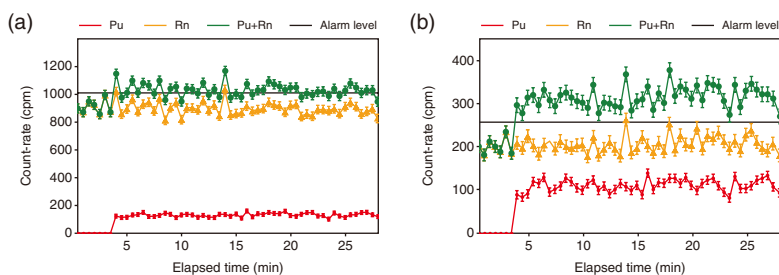 (a)
Pu Rn Pu+Rn Alarm level
Count-rate (cpm)
1200
1000
800
600
400
200
0
5 10 15 20 25
Elapsed time (min)
(b)
Pu Rn Pu+Rn Alarm level
Count-rate (cpm)
400
300
200
100
0
5 10 15 20 25
Elapsed time (min)